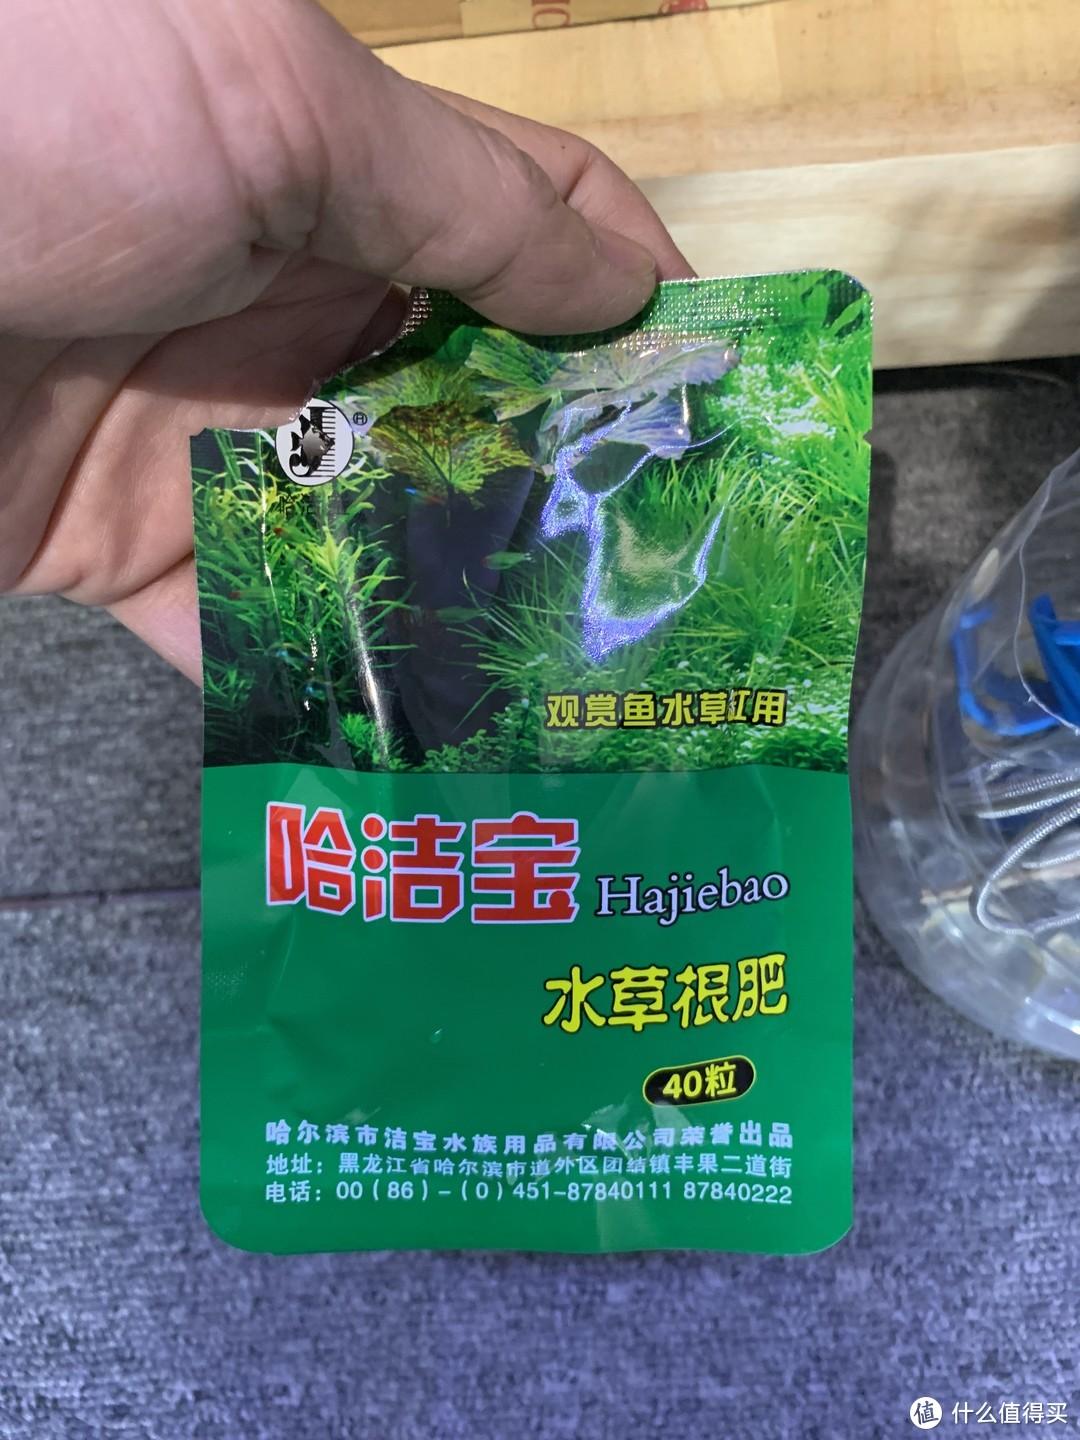 观赏鱼水草缸用
哈洁宝 Hajiebao
水草根肥
40粒
哈尔滨市洁宝水族用品有限公司荣誉出品
地址：黑龙江省哈尔滨市道外区团结镇丰果二道街
电话：00(86)-(0)451-87840111 87840222
值 什么值得买